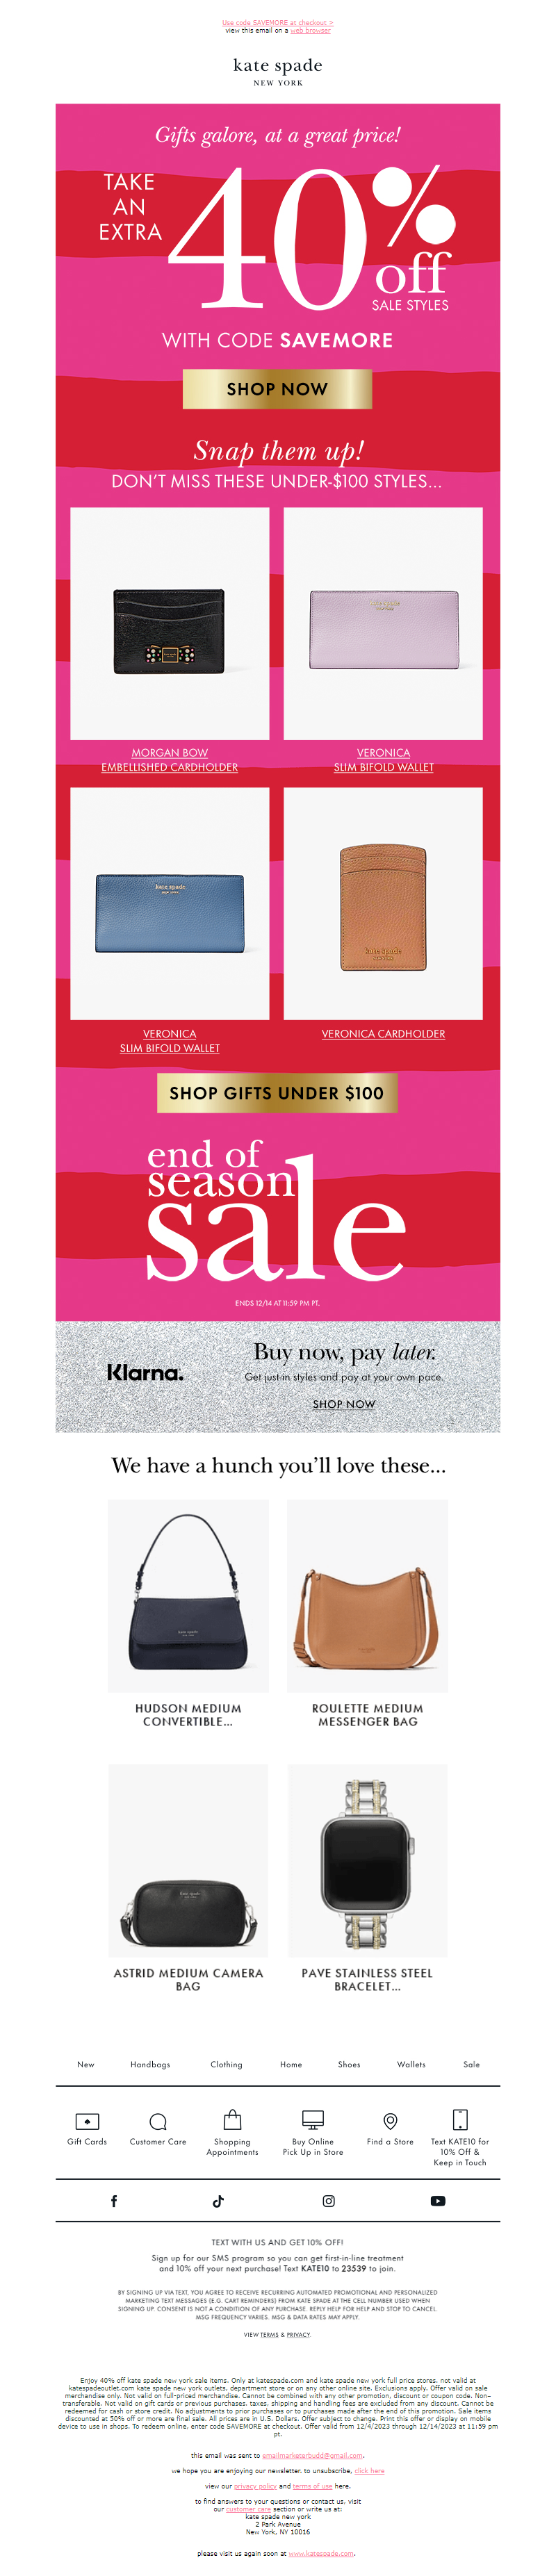 Use code SAVEMORE at checkout >
view this email on a web browser
kate spade
NEW YORK
Gifts galore, at a great price!
TAKE
AN
EXTRA
40%
off
SALE STYLES
WITH CODE SAVEMORE
SHOP NOW
Snap them up!
DON'T MISS THESE UNDER-$100 STYLES...
MORGAN BOW
EMBELLISHED CARDHOLDER
VERONICA
SLIM BIFOLD WALLET
kate spade
VERONICA
SLIM BIFOLD WALLET
kate spade
VERONICA CARDHOLDER
SHOP GIFTS UNDER $100
end of
season
sale
ENDS 12/14 AT 11:59 PM PT.
Klarna.
Buy now, pay later.
Get just-in styles and pay at your own pace.
SHOP NOW
We have a hunch you'll love these...
HUDSON MEDIUM
CONVERTIBLE...
ROULETTE MEDIUM
MESSENGER BAG
ASTRID MEDIUM CAMERA
BAG
PAVE STAINLESS STEEL
BRACELET...
New Handbags Clothing Home Shoes Wallets Sale
Gift Cards
Customer Care
Shopping
Appointments
Buy Online
Pick Up in Store
Find a Store
Text KATE10 for
10% Off &
Keep in Touch
TEXT WITH US AND GET 10% OFF!
Sign up for our SMS program so you can get first-in-line treatment
and 10% off your next purchase! Text KATE10 to 23539 to join.
BY SIGNING UP VIA TEXT, YOU AGREE TO RECEIVE RECURRING AUTOMATED PROMOTIONAL AND PERSONALIZED
MARKETING TEXT MESSAGES (E.G. CART REMINDERS) FROM KATE SPADE AT THE CELL NUMBER USED WHEN
SIGNING UP. CONSENT IS NOT A CONDITION OF ANY PURCHASE. REPLY HELP FOR HELP AND STOP TO CANCEL.
MSG FREQUENCY VARIES. MSG & DATA RATES MAY APPLY.
VIEW TERMS & PRIVACY.
Enjoy 40% off kate spade new york sale items. Only at katespade.com and kate spade new york full price stores, not valid at
katespadeoutlet.com kate spade new york outlets, department store or on any other online site. Exclusions apply. Offer valid on sale
merchandise only. Not valid on full-priced merchandise. Cannot be combined with any other promotion, discount or coupon code. Non-
transferable. Not valid on gift cards or previous purchases. taxes, shipping and handling fees are excluded from any discount. Cannot be
redeemed for cash or store credit. No adjustments to prior purchases or to purchases made after the end of this promotion. Sale items
discounted at 50% off or more are final sale. All prices are in U.S. Dollars. Offer subject to change. Print this offer or display on mobile
device to use in shops. To redeem online, enter code SAVEMORE at checkout. Offer valid from 12/4/2023 through 12/14/2023 at 11:59 pm
pt.
this email was sent to emailmarketerbudd@gmail.com.
we hope you are enjoying our newsletter. to unsubscribe, click here
view our privacy policy and terms of use here.
to find answers to your questions or contact us, visit
our customer care section or write us at:
kate spade new york
2 Park Avenue
New York, NY 10016
please visit us again soon at www.katespade.com.